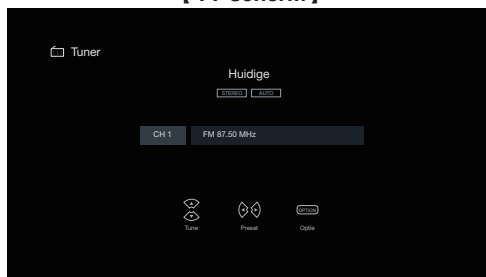 Tuner
Huidige
STEREO AUTO
CH 1 FM 87.50 MHz
OPTION
Tune Preset Optie